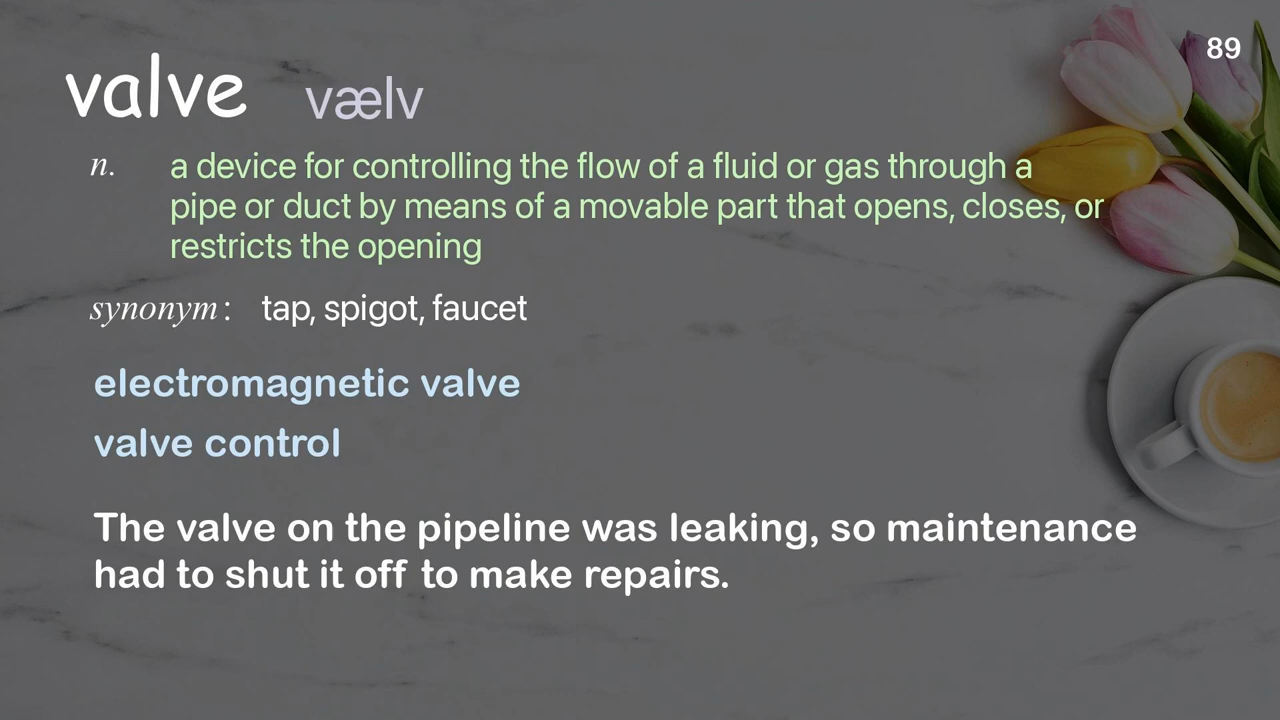 89
valve vælv
n. a device for controlling the flow of a fluid or gas through a
pipe or duct by means of a movable part that opens, closes, or
restricts the opening
synonym: tap, spigot, faucet
electromagnetic valve
valve control
The valve on the pipeline was leaking, so maintenance
had to shut it off to make repairs.